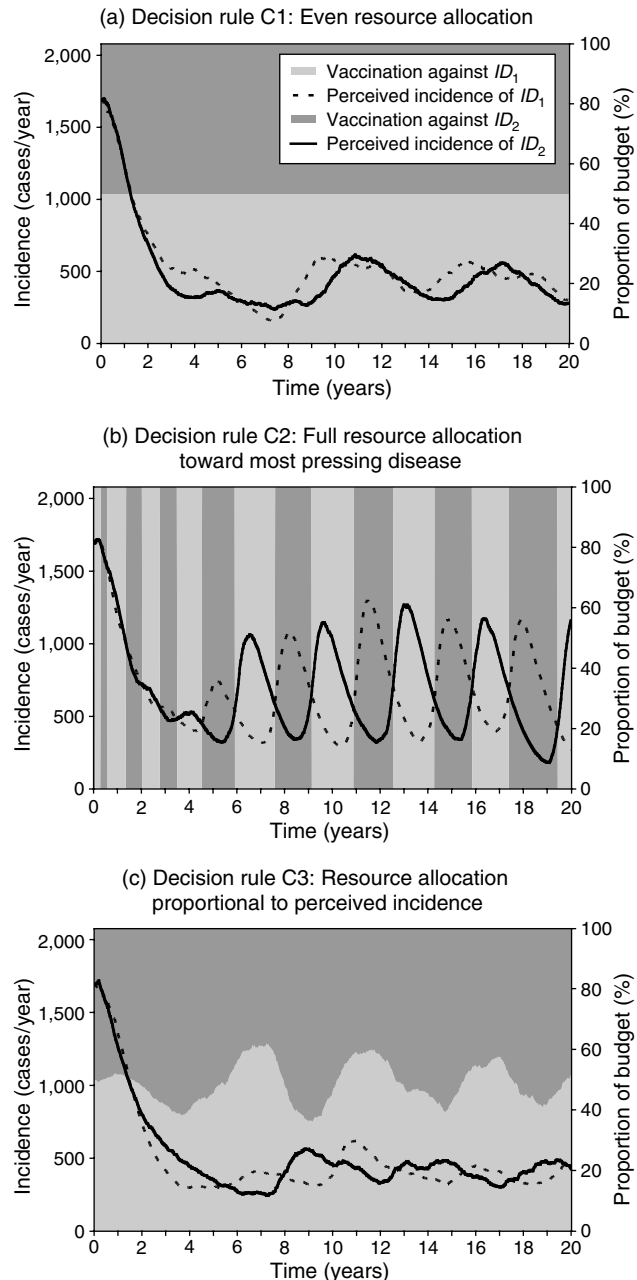 (a) Decision rule C1: Even resource allocation
2,000
1,500
1,000
500
0
Incidence (cases/year)
Vaccination against ID1
Perceived incidence of ID1
Vaccination against ID2
Perceived incidence of ID2
100
80
60
40
20
0
Proportion of budget (%)
0 2 4 6 8 10 12 14 16 18 20
Time (years)
(b) Decision rule C2: Full resource allocation
toward most pressing disease
2,000
1,500
1,000
500
0
Incidence (cases/year)
100
80
60
40
20
0
Proportion of budget (%)
0 2 4 6 8 10 12 14 16 18 20
Time (years)
(c) Decision rule C3: Resource allocation
proportional to perceived incidence
2,000
1,500
1,000
500
0
Incidence (cases/year)
100
80
60
40
20
0
Proportion of budget (%)
0 2 4 6 8 10 12 14 16 18 20
Time (years)